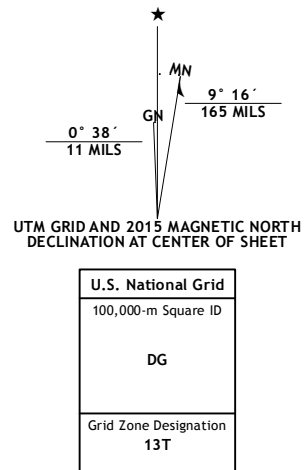 MN
GN
0° 38´
11 MILS
9° 16´
165 MILS
UTM GRID AND 2015 MAGNETIC NORTH
DECLINATION AT CENTER OF SHEET
U.S. National Grid
100,000-m Square ID
DG
Grid Zone Designation
13T